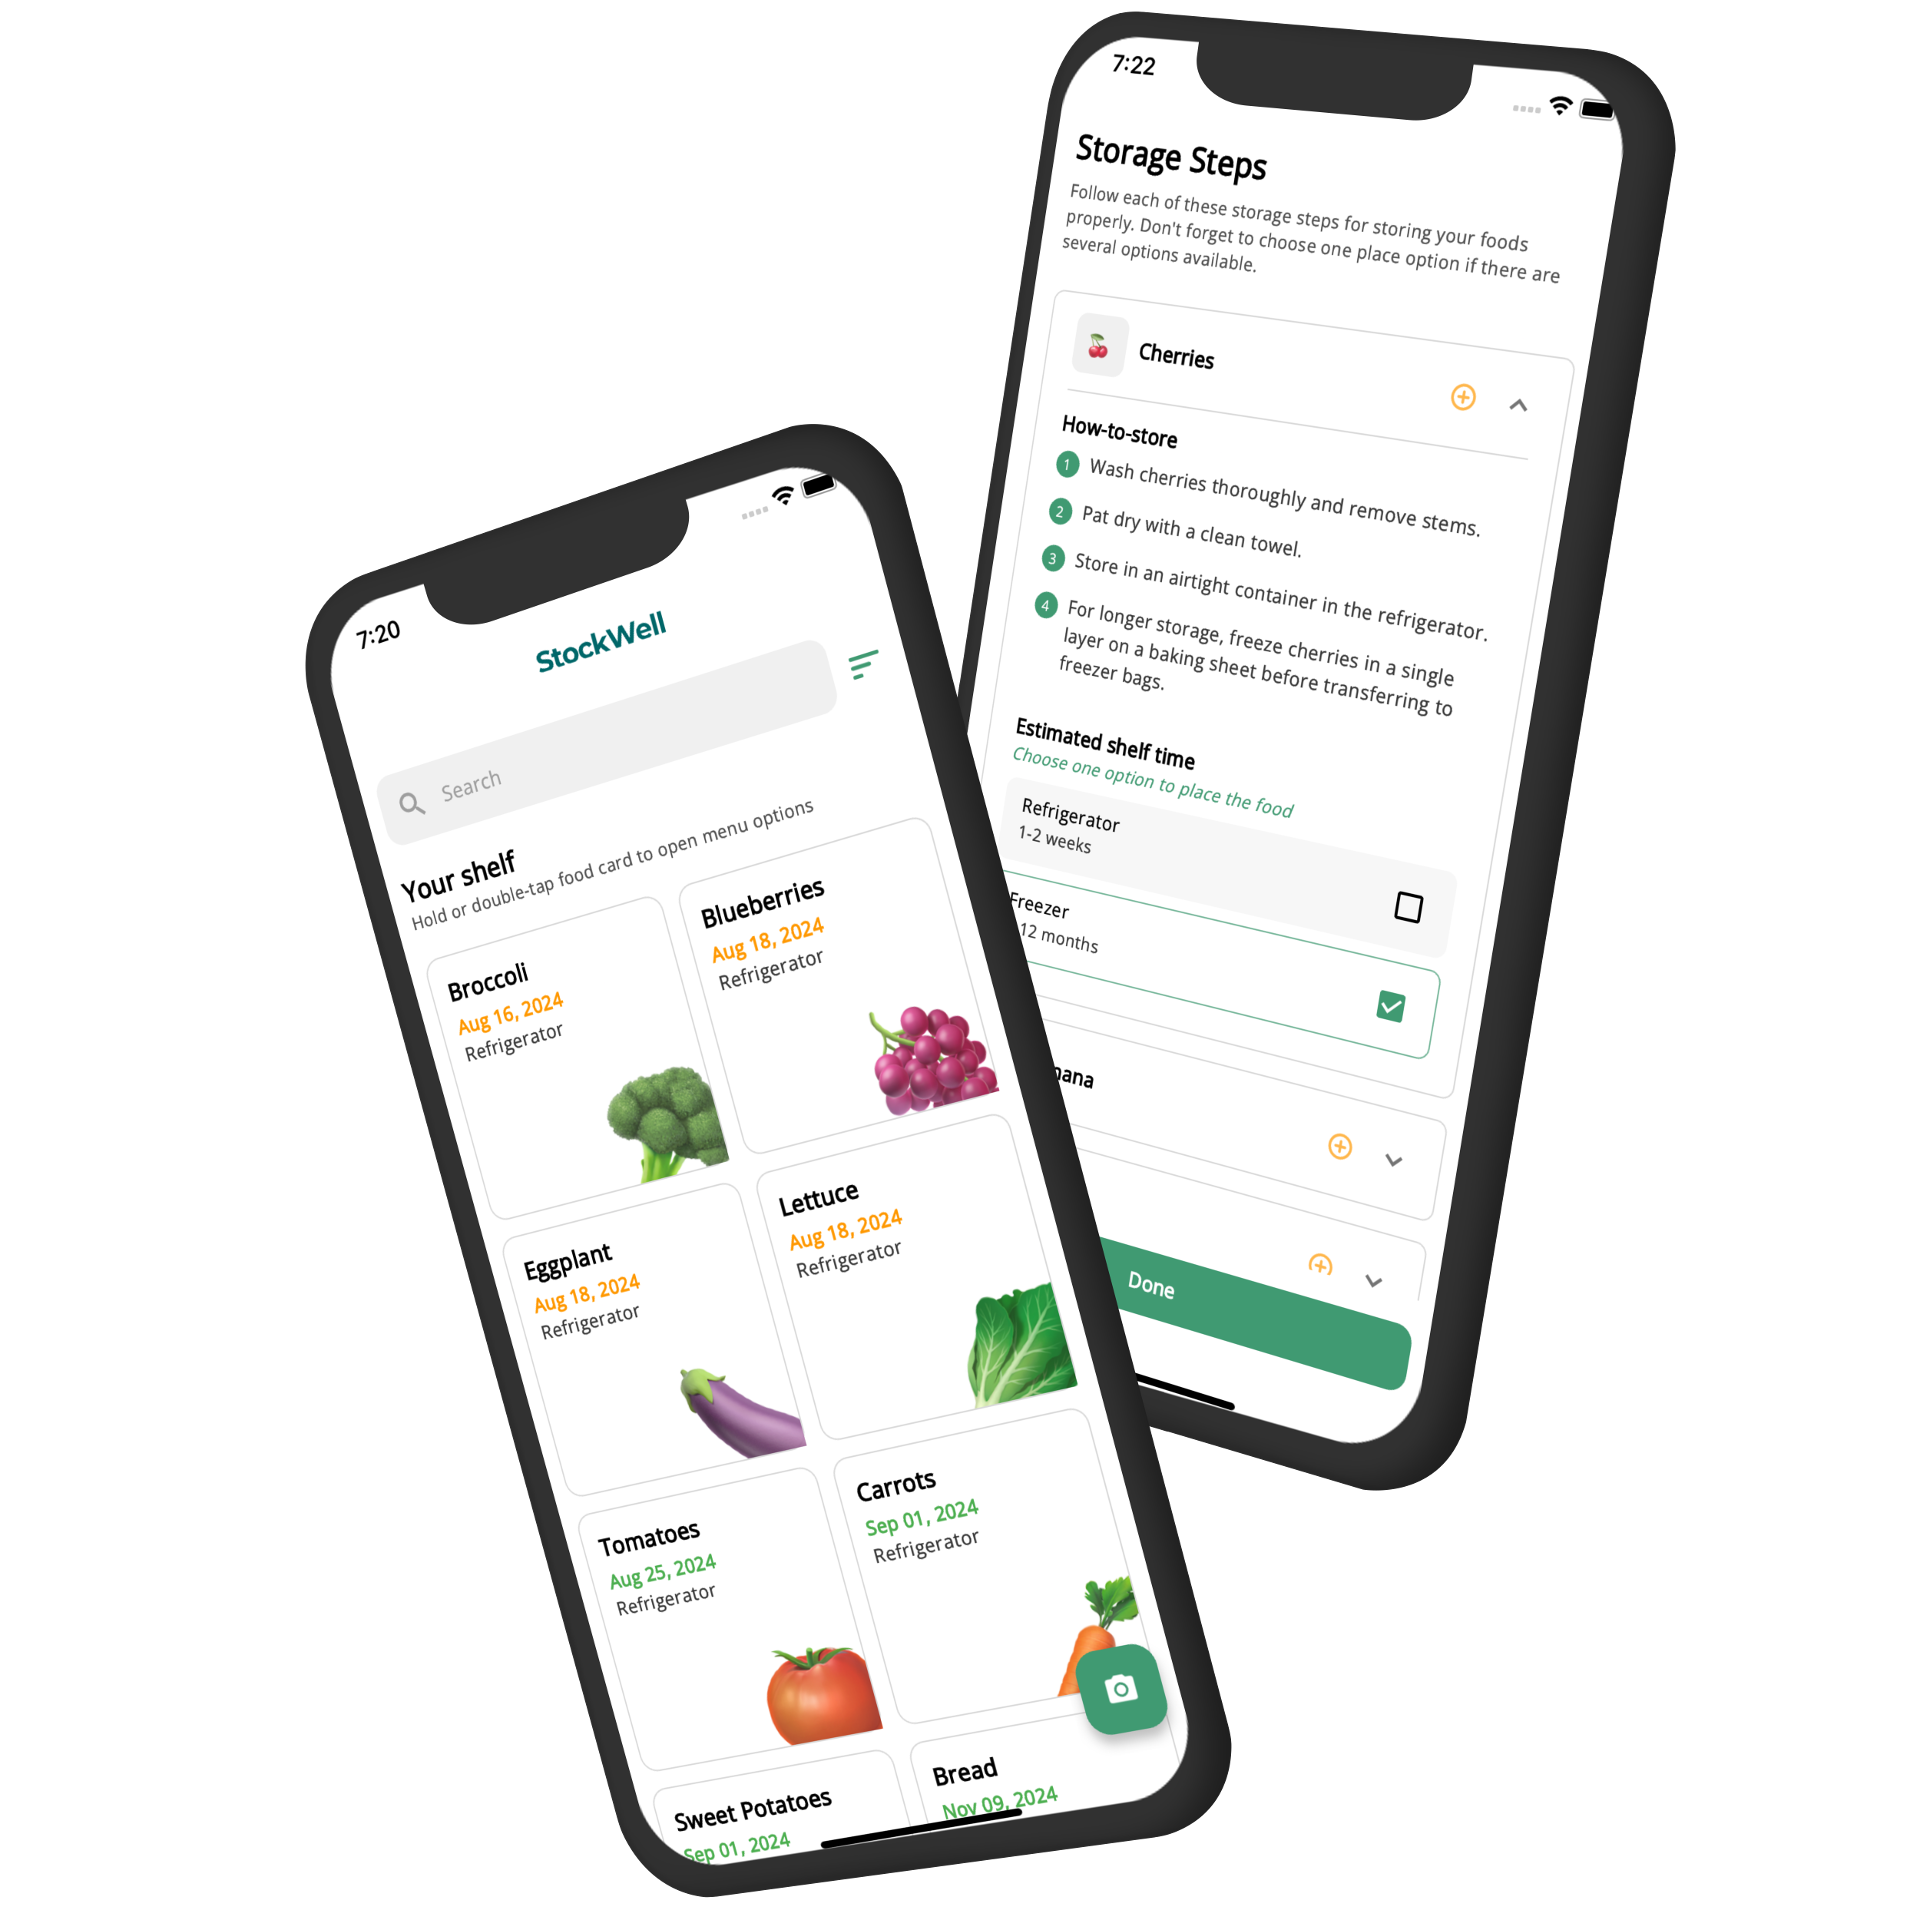 7:20
StockWell
Search
Your shelf
Hold or double-tap food card to open menu options
Broccoli
Aug 16, 2024
Refrigerator
Blueberries
Aug 18, 2024
Refrigerator
Eggplant
Aug 18, 2024
Refrigerator
Lettuce
Aug 18, 2024
Refrigerator
Tomatoes
Aug 25, 2024
Refrigerator
Carrots
Sep 01, 2024
Refrigerator
Sweet Potatoes
Sep 01, 2024
Bread
Nov 09, 2024
7:22
Storage Steps
Follow each of these storage steps for storing your foods
properly. Don't forget to choose one place option if there are
several options available.
Cherries
How-to-store
1 Wash cherries thoroughly and remove stems.
2 Pat dry with a clean towel.
3 Store in an airtight container in the refrigerator.
4 For longer storage, freeze cherries in a single
layer on a baking sheet before transferring to
freezer bags.
Estimated shelf time
Choose one option to place the food
Refrigerator
1-2 weeks
Freezer
12 months
Done